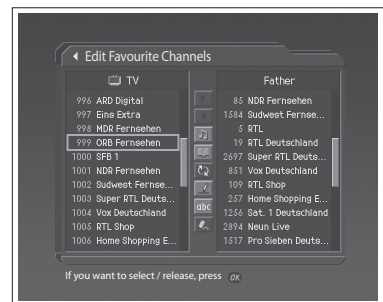 Edit Favourite Channels
TV
996 ARD Digital
997 Eins Extra
998 MDR Fernsehen
999 ORB Fernsehen
1000 SFB 1
1001 NDR Fernsehen
1002 Sudwest Fernse...
1003 Super RTL Deuts...
1004 Vox Deutschland
1005 RTL Shop
1006 Home Shopping E...
abc
Father
85 NDR Fernsehen
1584 Sudwest Fernse...
5 RTL
19 RTL Deutschland
2697 Super RTL Deuts...
851 Vox Deutschland
109 RTL Shop
257 Home Shopping E...
1256 Sat. 1 Deutschland
2894 Neun Live
1517 Pro Sieben Deuts...
If you want to select / release, press OK